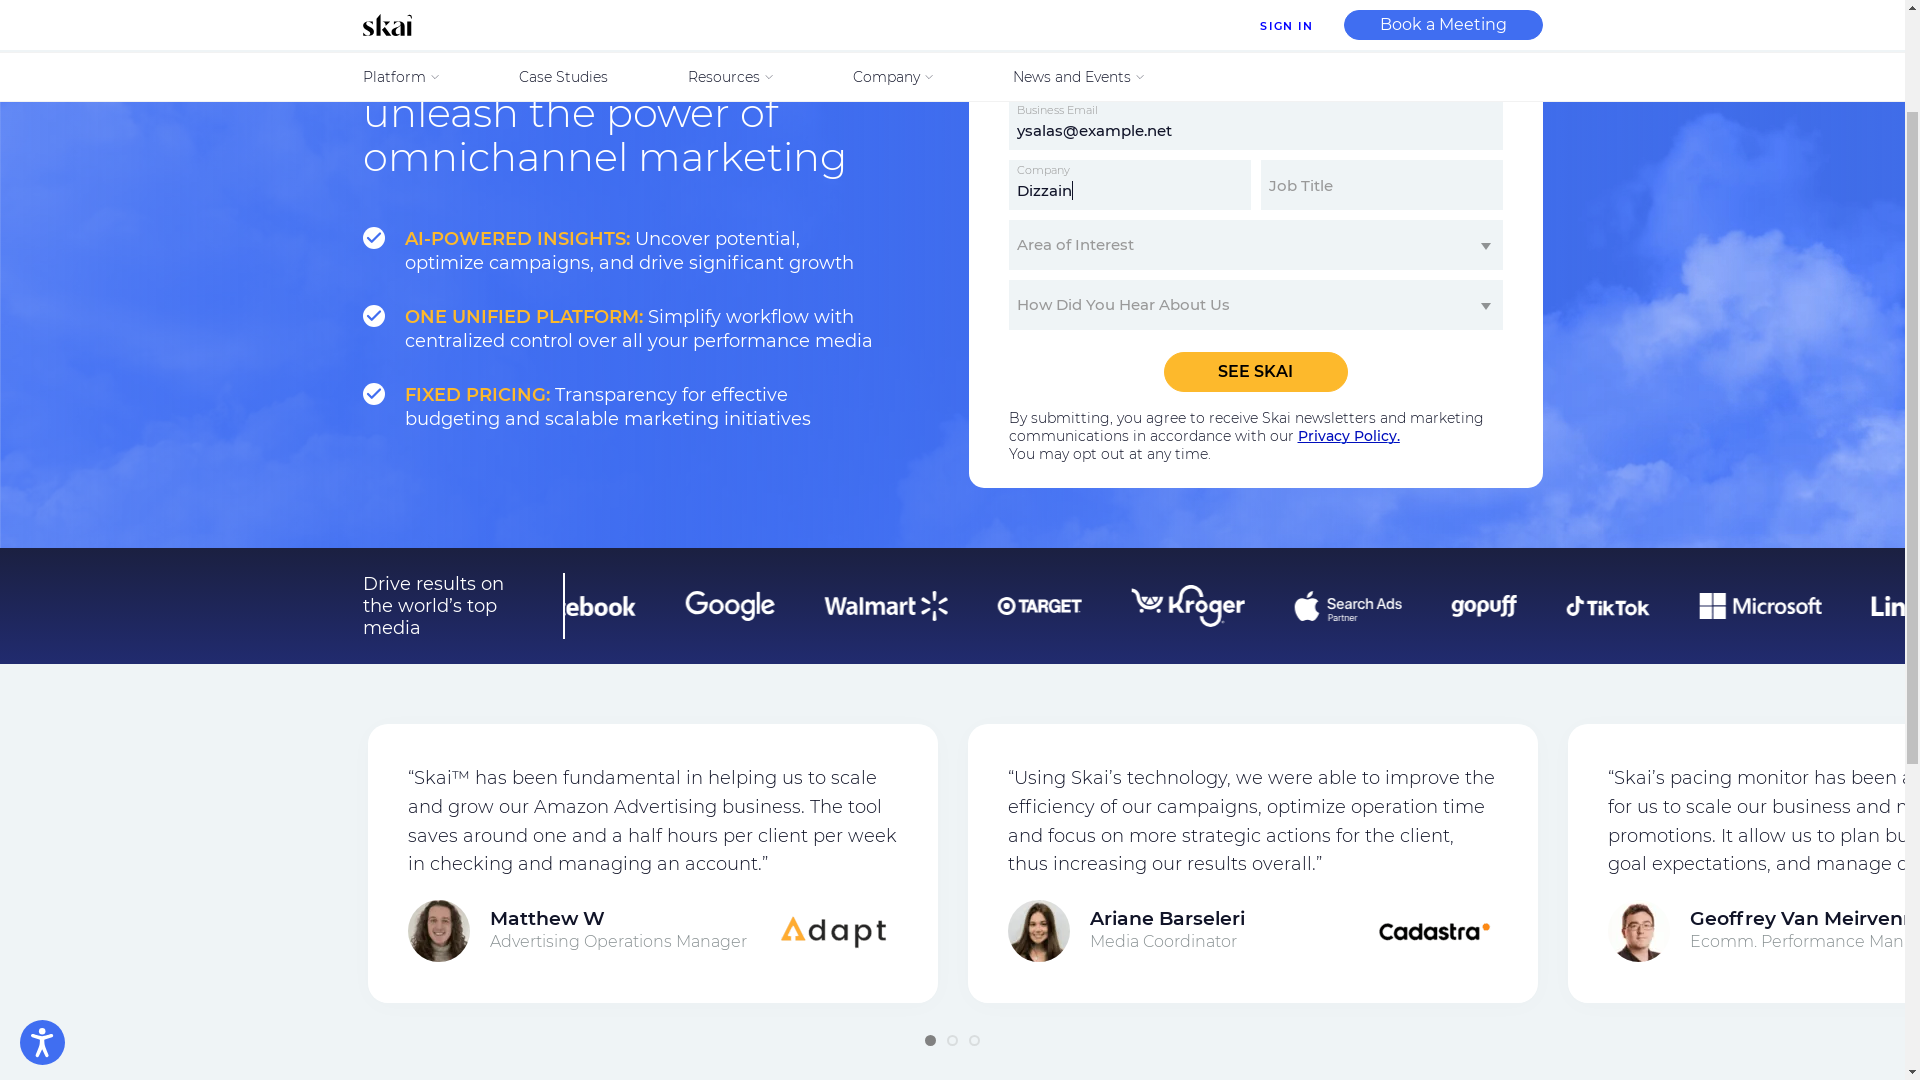 skai
SIGN IN
Book a Meeting
Platform
Case Studies
Resources
Company
News and Events
unleash the power of
omnichannel marketing
AI-POWERED INSIGHTS: Uncover potential,
optimize campaigns, and drive significant growth
ONE UNIFIED PLATFORM: Simplify workflow with
centralized control over all your performance media
FIXED PRICING: Transparency for effective
budgeting and scalable marketing initiatives
Business Email
ysalas@example.net
Company
Dizzain
Job Title
Area of Interest
How Did You Hear About Us
SEE SKAI
By submitting, you agree to receive Skai newsletters and marketing
communications in accordance with our Privacy Policy.
You may opt out at any time.
Drive results on
the world’s top
media
ebook
Google
Walmart
TARGET
Kroger
Search Ads
Partner
gopuff
TikTok
Microsoft
Lin
“Skai™ has been fundamental in helping us to scale
and grow our Amazon Advertising business. The tool
saves around one and a half hours per client per week
in checking and managing an account.”
Matthew W
Advertising Operations Manager
Adapt
“Using Skai’s technology, we were able to improve the
efficiency of our campaigns, optimize operation time
and focus on more strategic actions for the client,
thus increasing our results overall.”
Ariane Barseleri
Media Coordinator
Cadastra
“Skai’s pacing monitor has been
for us to scale our business and
promotions. It allow us to plan
goal expectations, and manage
Geoffrey Van
Ecomm. Performance